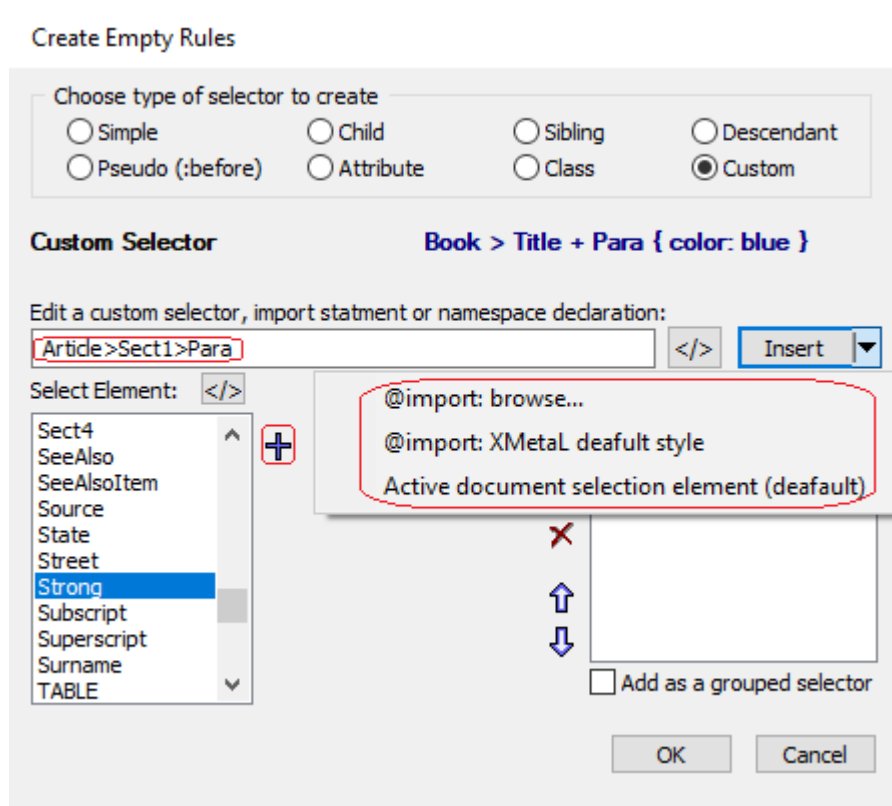 Create Empty Rules
Choose type of selector to create
Simple Child Sibling Descendant
Pseudo (:before) Attribute Class Custom
Custom Selector Book > Title + Para { color: blue }
Edit a custom selector, import statment or namespace declaration:
Article>Sect1>Para </> Insert
Select Element: </> @import: browse...
Sect4
SeeAlso @import: XMetaL deafult style
SeeAlsoItem Active document selection element (deafault)
Source
State
Street
Strong
Subscript
Superscript
Surname
TABLE Add as a grouped selector
OK Cancel